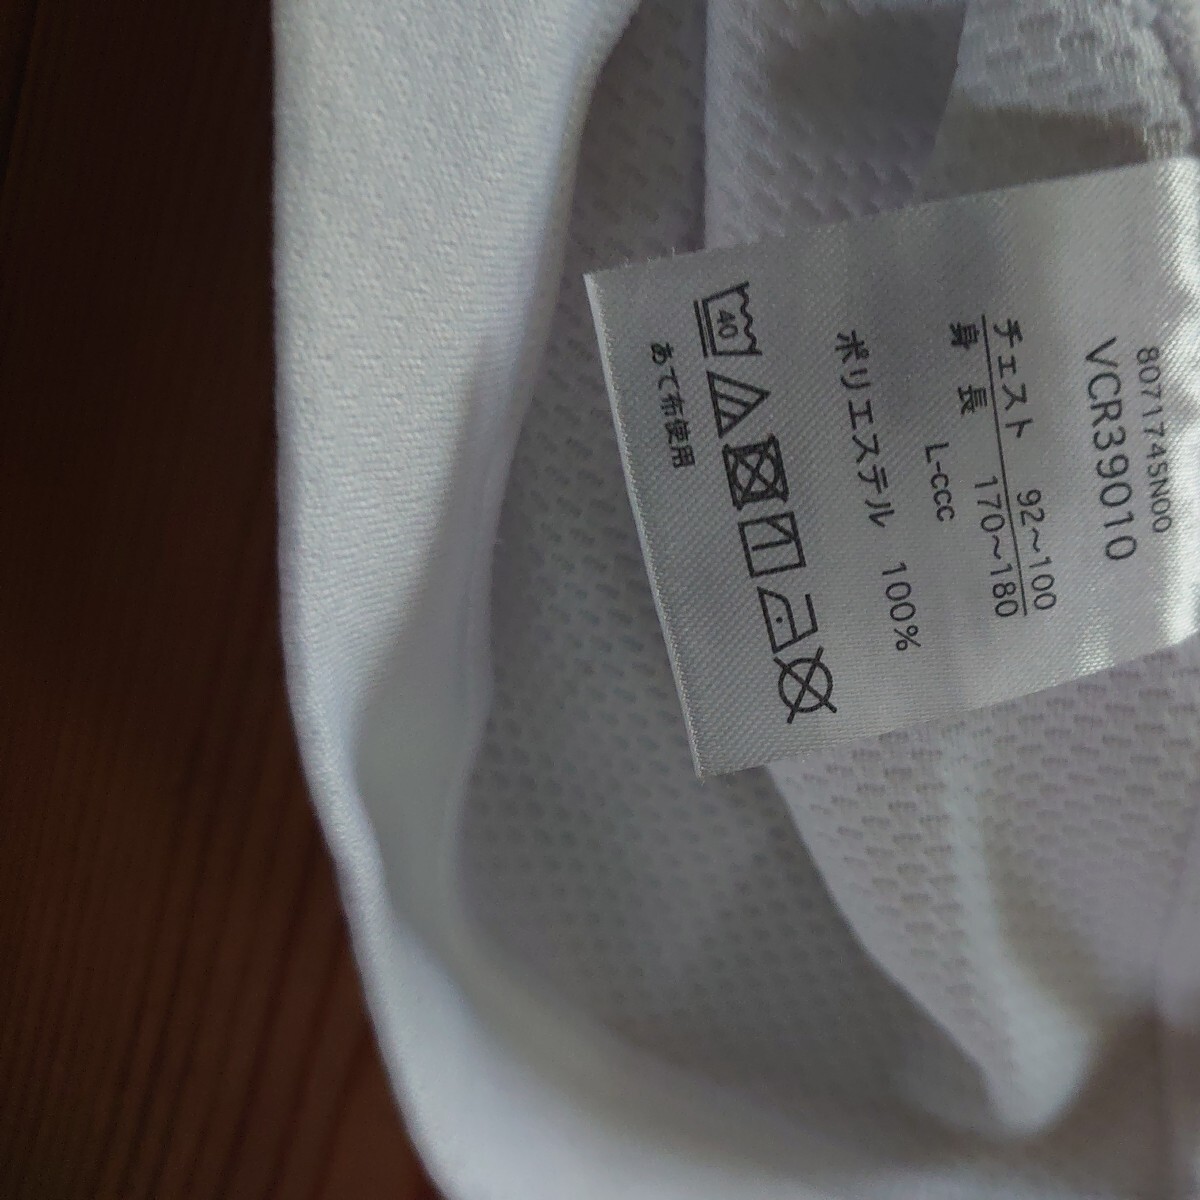 8071745N00
VCR39010
チェスト 92～100
身長 170～180
L-ccc
ポリエステル 100%
40
あて布使用